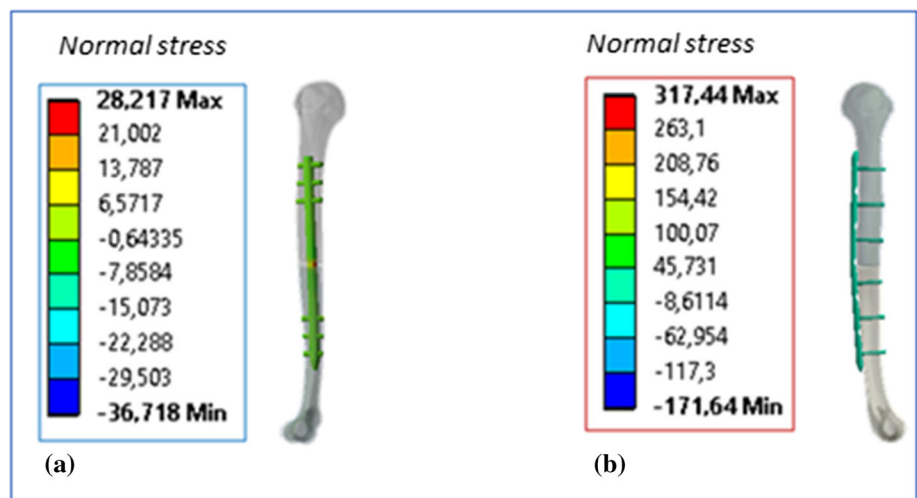 Normal stress
28,217 Max
21,002
13,787
6,5717
-0,64335
-7,8584
-15,073
-22,288
-29,503
-36,718 Min
(a)
Normal stress
317,44 Max
263,1
208,76
154,42
100,07
45,731
-8,6114
-62,954
-117,3
-171,64 Min
(b)